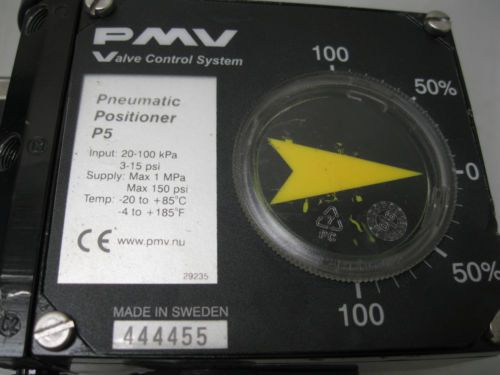 PMV
Valve Control System
Pneumatic
Positioner
P5
Input: 20-100 kPa
3-15 psi
Supply: Max 1 MPa
Max 150 psi
Temp: -20 to +85°C
-4 to +185°F
CE www.pmv.nu
29235
MADE IN SWEDEN
444455
100
50%
0
50%
100
PC